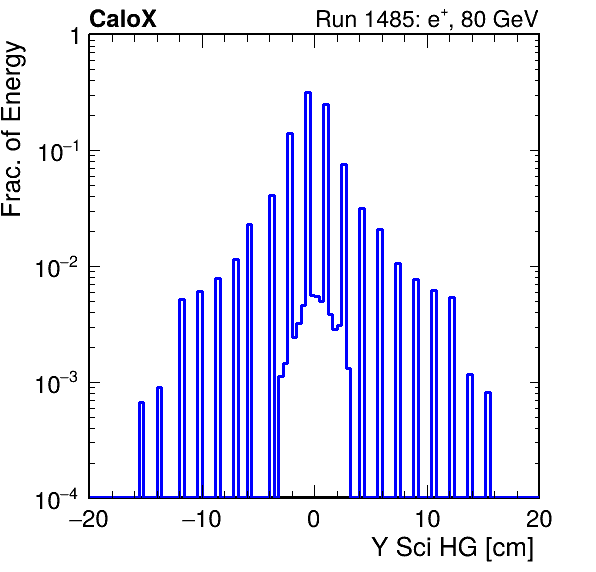 CaloX Run 1485: e⁺, 80 GeV
Frac. of Energy
1
10⁻¹
10⁻²
10⁻³
10⁻⁴
−20 −10 0 10 20
Y Sci HG [cm]